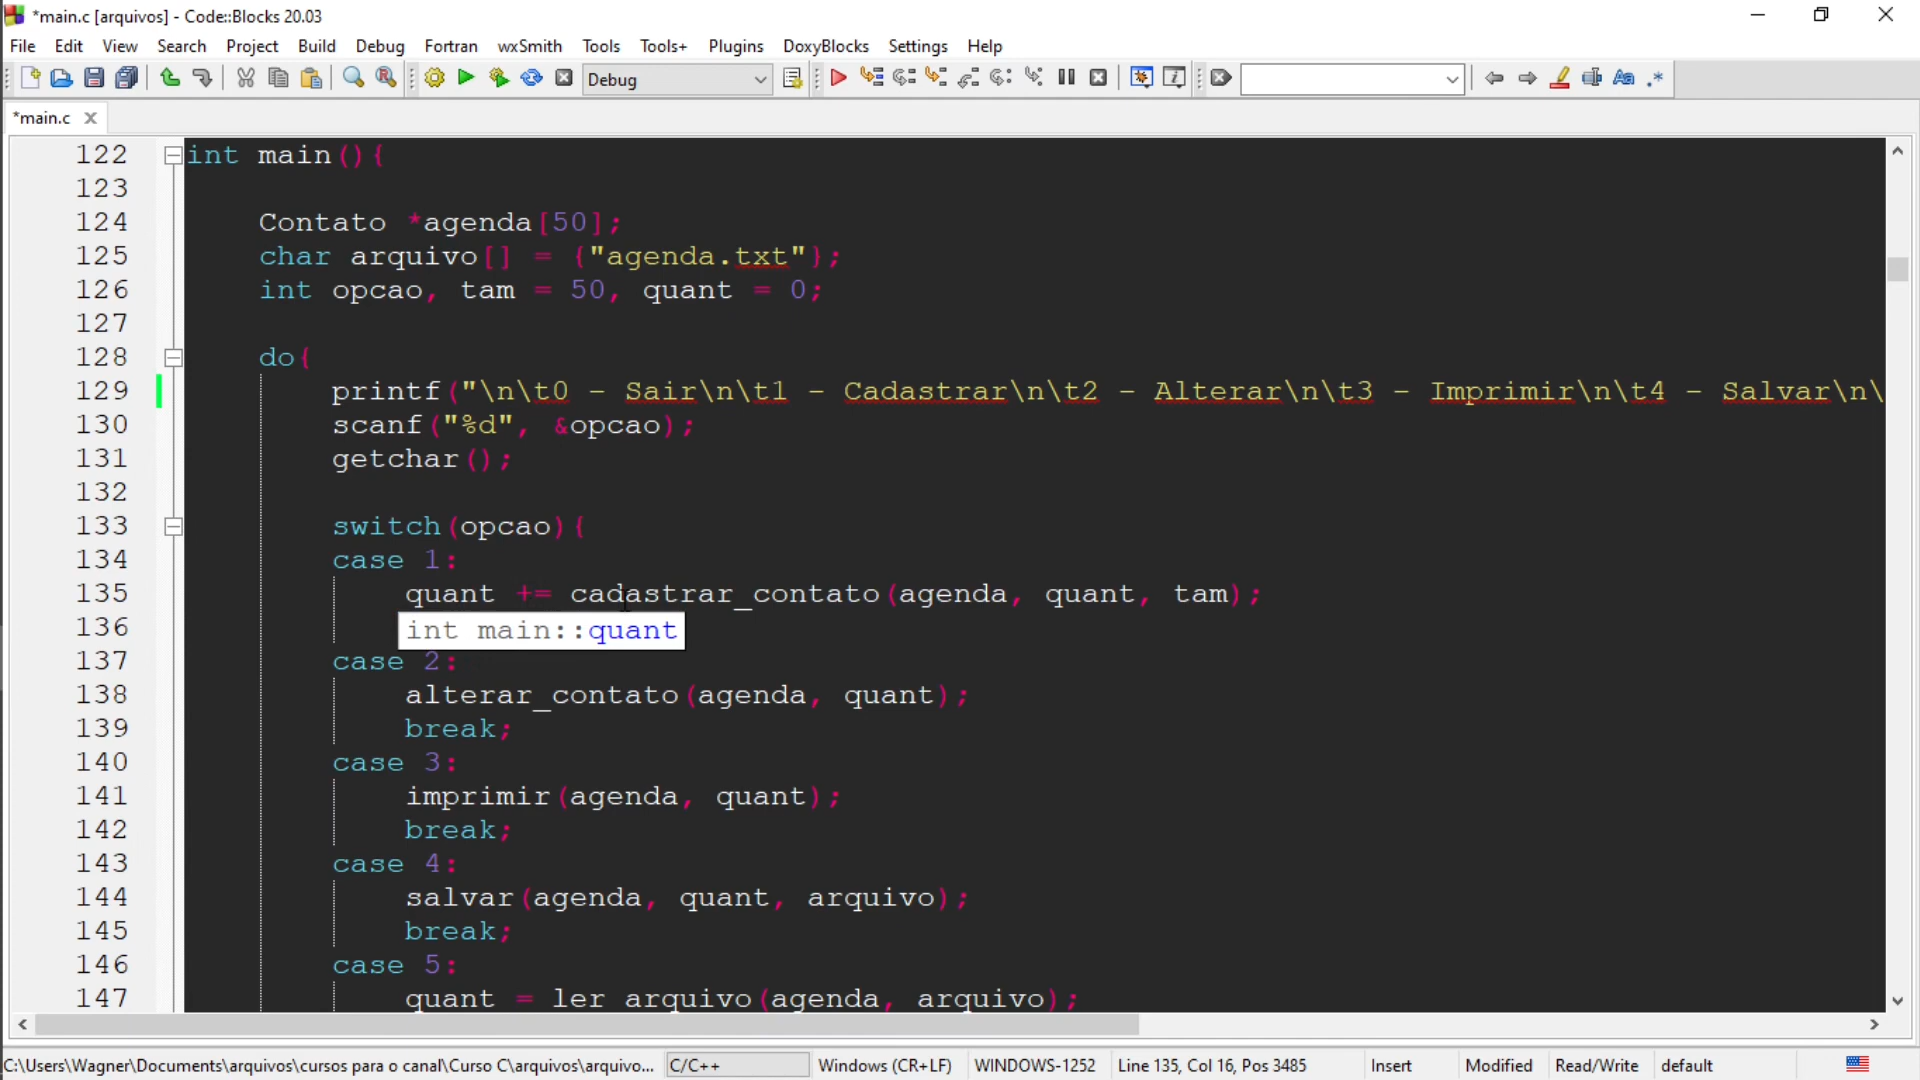 *main.c [arquivos] - Code::Blocks 20.03
File Edit View Search Project Build Debug Fortran wxSmith Tools Tools+ Plugins DoxyBlocks Settings Help
Debug
*main.c
122 int main(){
123
124 Contato *agenda[50];
125 char arquivo[] = {"agenda.txt"};
126 int opcao, tam = 50, quant = 0;
127
128 do{
129 printf("\n\t0 - Sair\n\t1 - Cadastrar\n\t2 - Alterar\n\t3 - Imprimir\n\t4 - Salvar\n\
130 scanf("%d", &opcao);
131 getchar();
132
133 switch(opcao){
134 case 1:
135 quant += cadastrar_contato(agenda, quant, tam);
136 int main::quant
137 case 2:
138 alterar_contato(agenda, quant);
139 break;
140 case 3:
141 imprimir(agenda, quant);
142 break;
143 case 4:
144 salvar(agenda, quant, arquivo);
145 break;
146 case 5:
147 quant = ler_arquivo(agenda, arquivo);
C:\Users\Wagner\Documents\arquivos\cursos para o canal\Curso C\arquivos\arquivo... C/C++ Windows (CR+LF) WINDOWS-1252 Line 135, Col 16, Pos 3485 Insert Modified Read/Write default